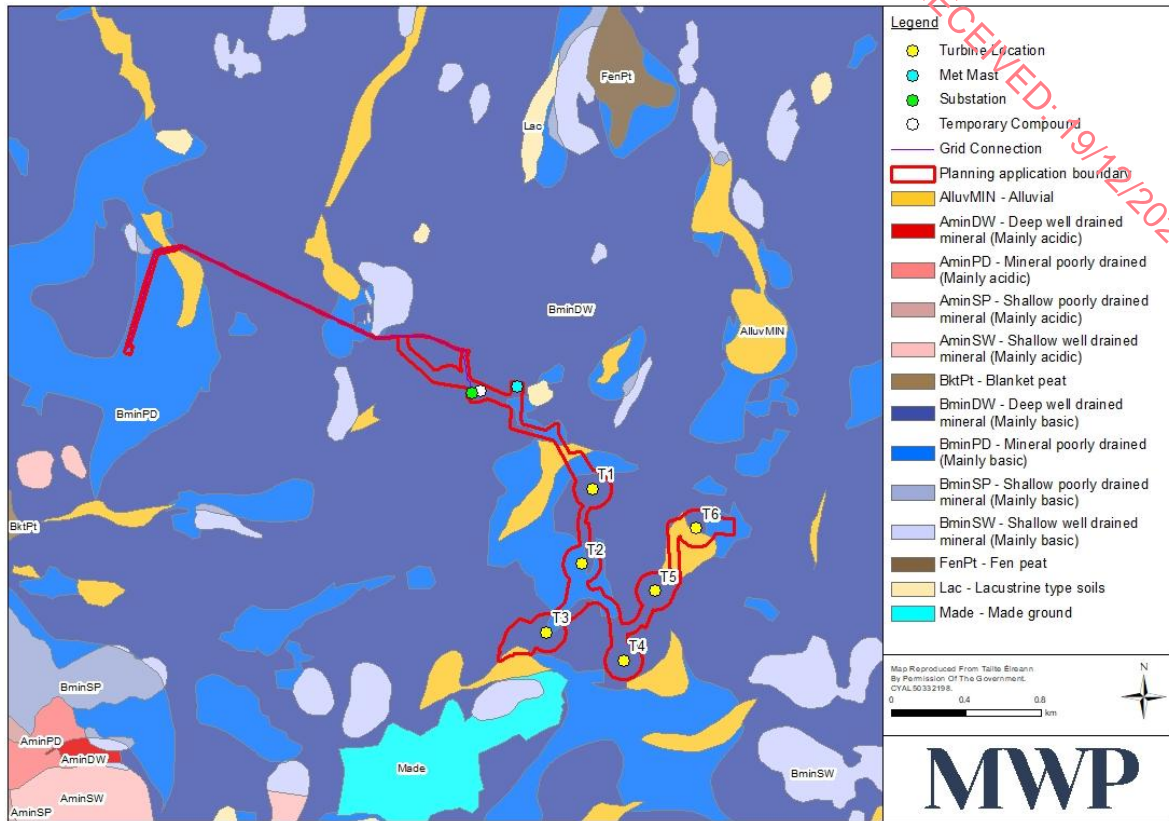 FenPt
Lac
BminDW
AlluvMIN
BminPD
T1
BktPt
T6
T2
T5
T3
T4
BminSP
AminPD
AminDW
Made
BminSW
AminSW
AminSP
Legend
Turbine Location
Met Mast
Substation
Temporary Compound
Grid Connection
Planning application boundary
AlluvMIN - Alluvial
AminDW - Deep well drained
mineral (Mainly acidic)
AminPD - Mineral poorly drained
(Mainly acidic)
AminSP - Shallow poorly drained
mineral (Mainly acidic)
AminSW - Shallow well drained
mineral (Mainly acidic)
BktPt - Blanket peat
BminDW - Deep well drained
mineral (Mainly basic)
BminPD - Mineral poorly drained
(Mainly basic)
BminSP - Shallow poorly drained
mineral (Mainly basic)
BminSW - Shallow well drained
mineral (Mainly basic)
FenPt - Fen peat
Lac - Lacustrine type soils
Made - Made ground
Map Reproduced From Tailte Éireann
By Permission Of The Government.
CYAL50332198.
N
0 0.4 0.8
km
MWP
RECEIVED: 19/12/202